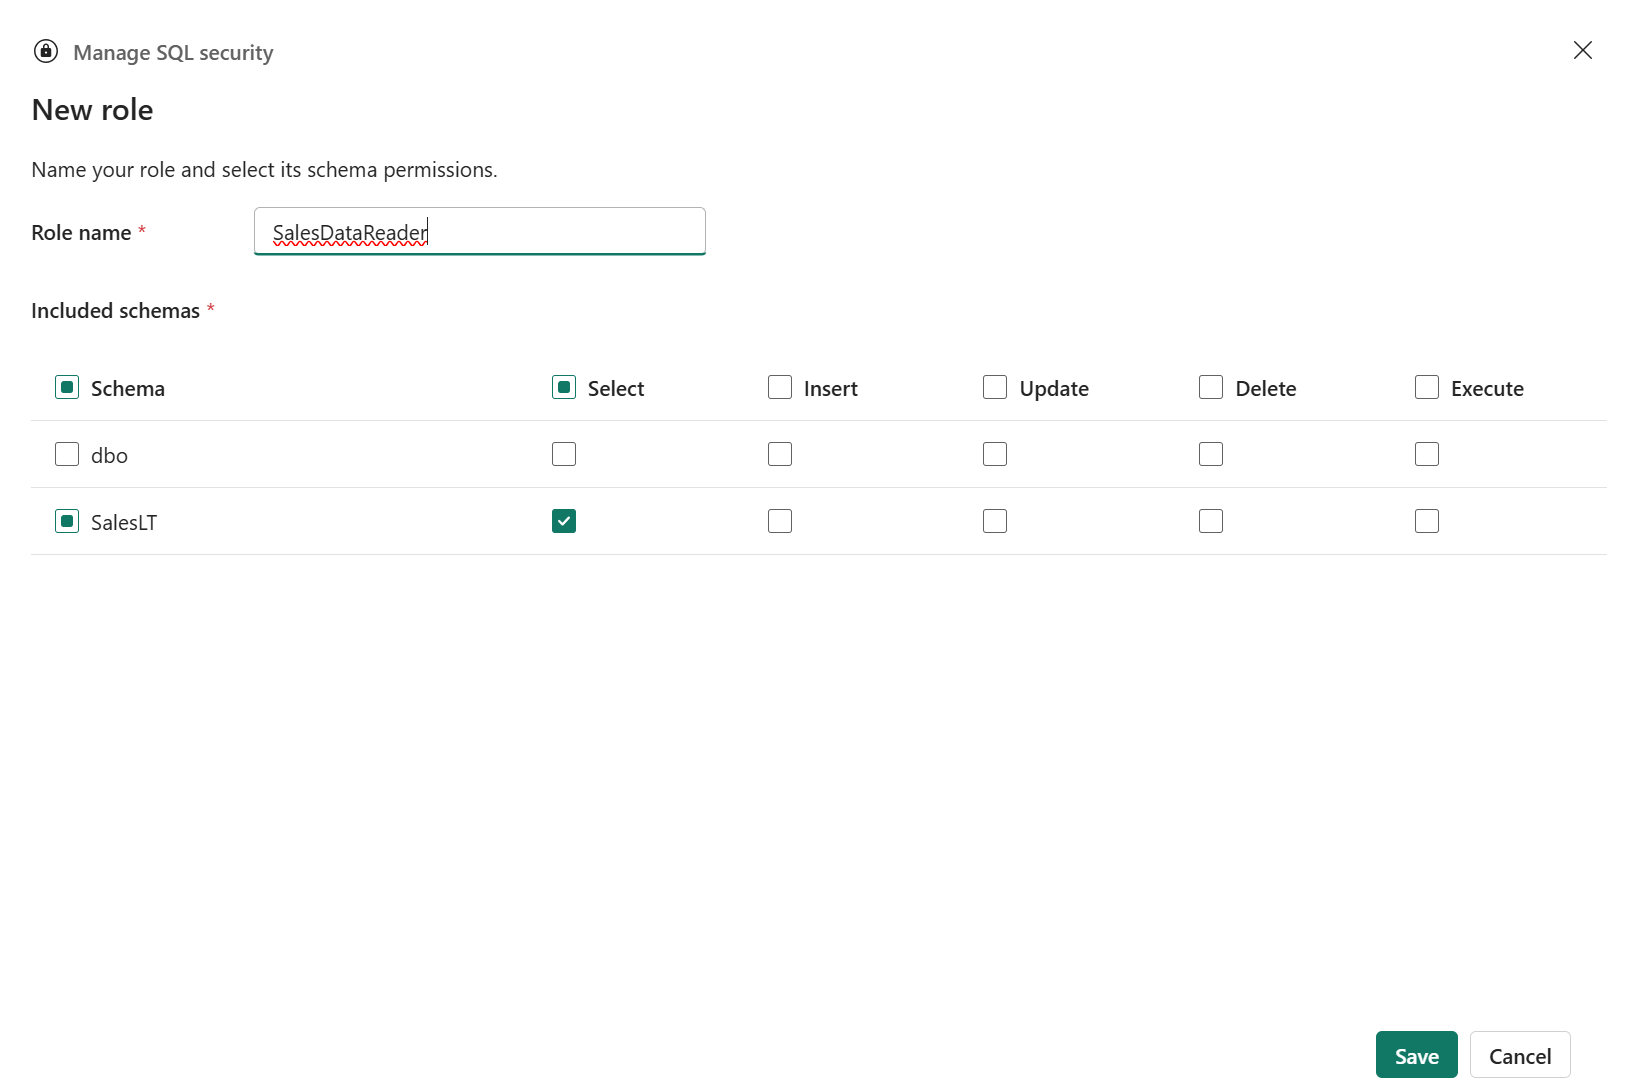 Manage SQL security
New role
Name your role and select its schema permissions.
Role name *
SalesDataReader
Included schemas *
Schema Select Insert Update Delete Execute
dbo
SalesLT
Save Cancel